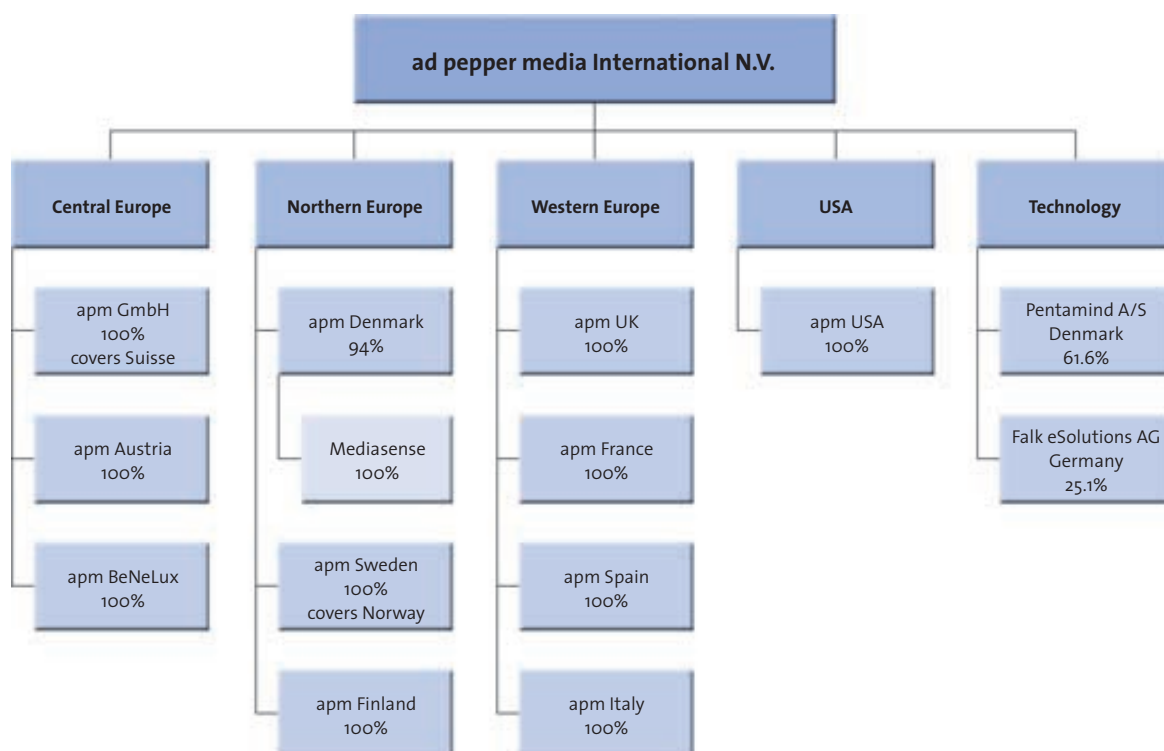 ad pepper media International N.V.
Central Europe
Northern Europe
Western Europe
USA
Technology
apm GmbH
100%
covers Suisse
apm Austria
100%
apm BeNeLux
100%
apm Denmark
94%
Mediasense
100%
apm Sweden
100%
covers Norway
apm Finland
100%
apm UK
100%
apm France
100%
apm Spain
100%
apm Italy
100%
apm USA
100%
Pentamind A/S
Denmark
61.6%
Falk eSolutions AG
Germany
25.1%